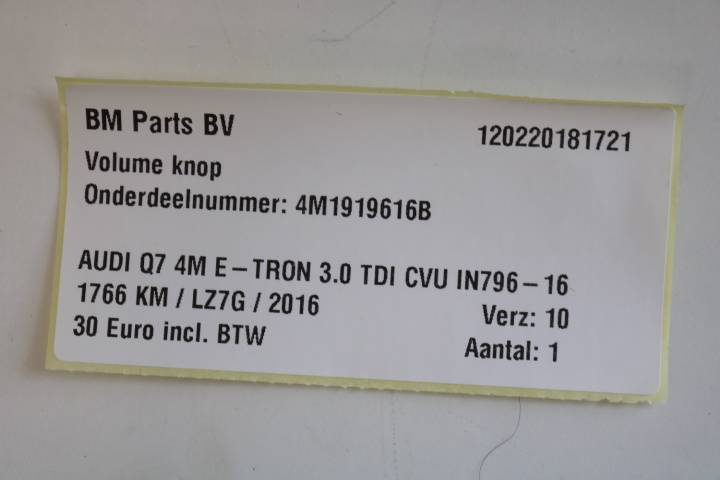 BM Parts BV 120220181721
Volume knop
Onderdeelnummer: 4M1919616B
AUDI Q7 4M E-TRON 3.0 TDI CVU IN796-16
1766 KM / LZ7G / 2016 Verz: 10
30 Euro incl. BTW Aantal: 1